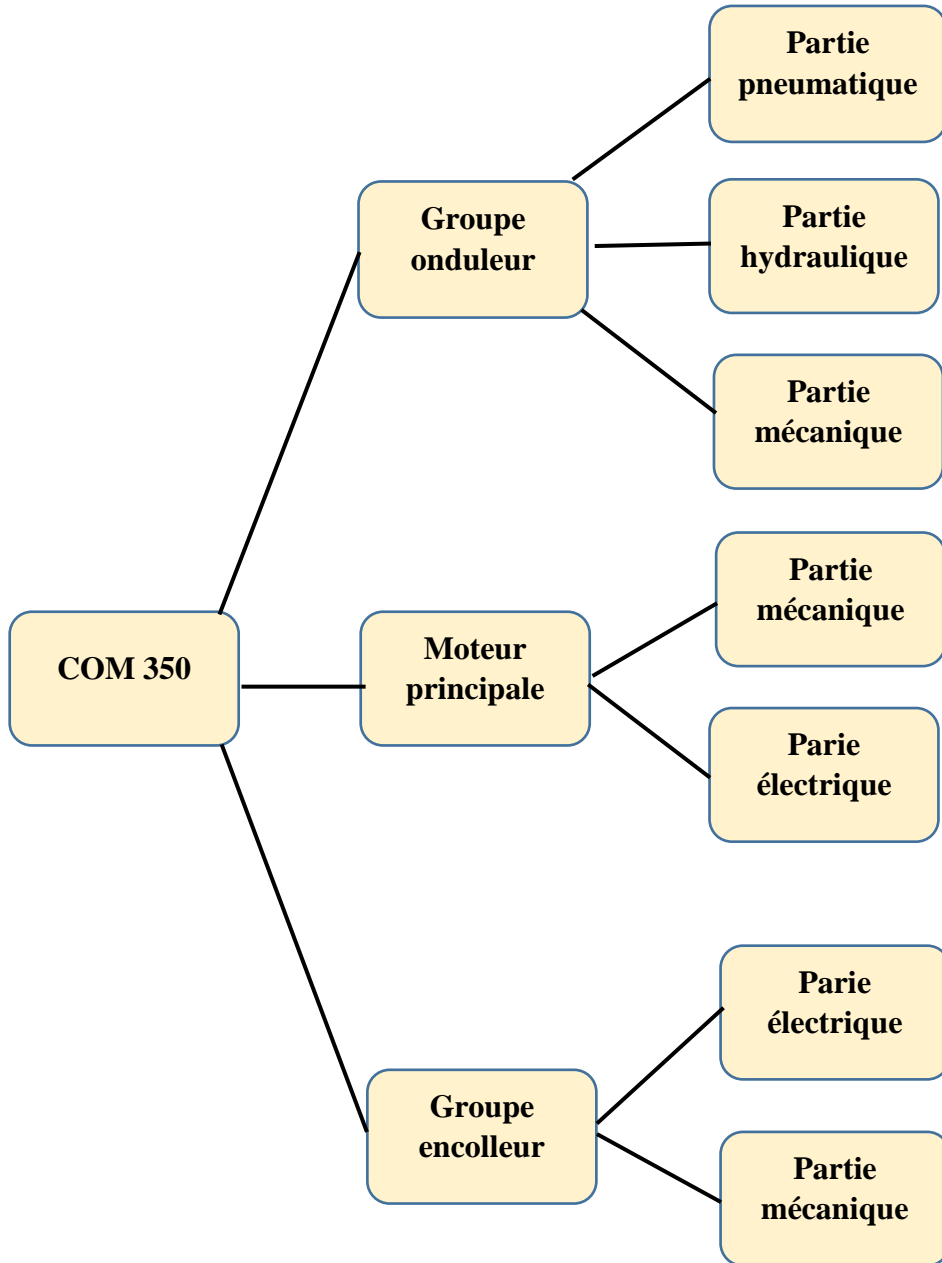 Partie
pneumatique
Groupe
onduleur
Partie
hydraulique
Partie
mécanique
COM 350
Moteur
principale
Partie
mécanique
Parie
électrique
Groupe
encolleur
Parie
électrique
Partie
mécanique